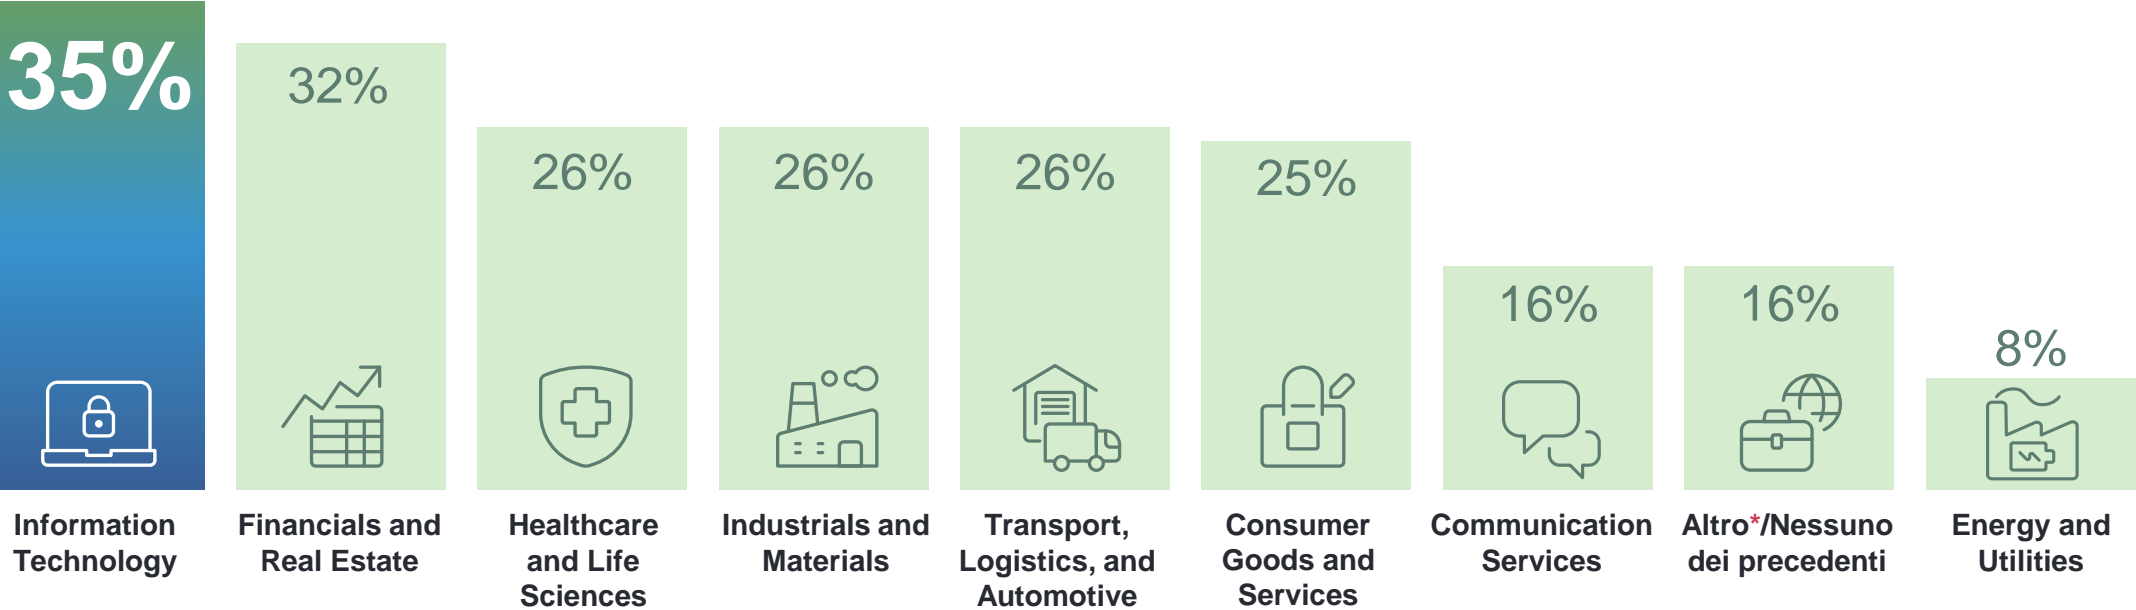 35%
32%
26%
26%
26%
25%
16%
16%
8%
Information
Technology
Financials and
Real Estate
Healthcare
and Life
Sciences
Industrials and
Materials
Transport,
Logistics, and
Automotive
Consumer
Goods and
Services
Communication
Services
Altro*/Nessuno
dei precedenti
Energy and
Utilities